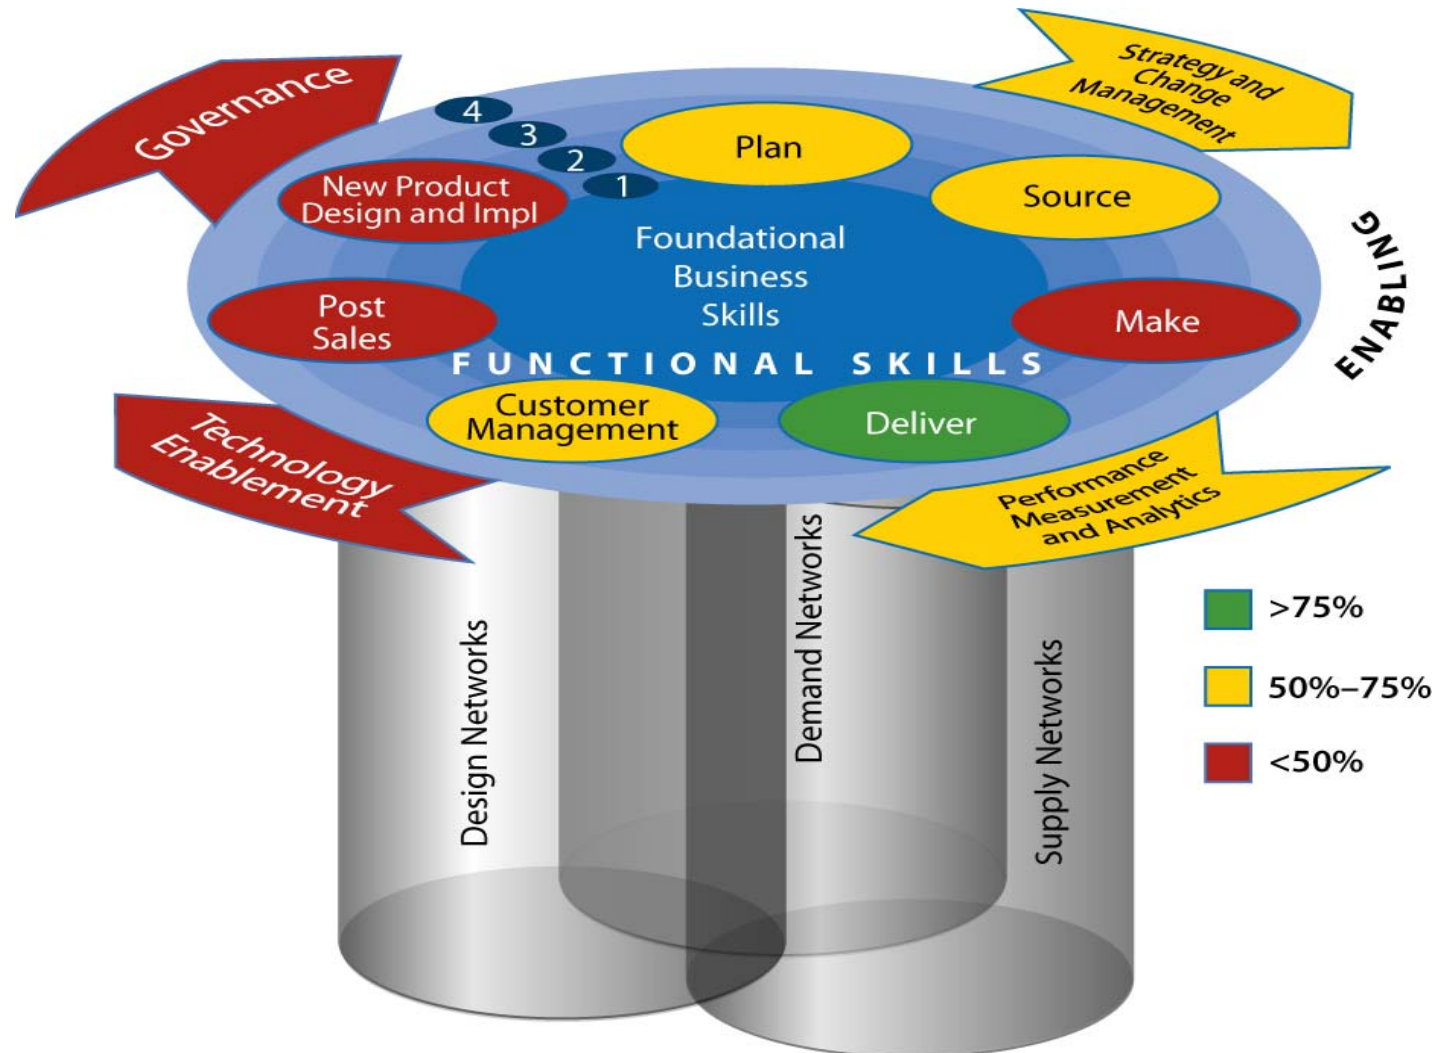 Governance
Strategy and
Change
Management
4
3
2
1
Plan
New Product
Design and Impl
Source
Foundational
Business
Skills
ENABLING
Post
Sales
Make
FUNCTIONAL SKILLS
Customer
Management
Deliver
Technology
Enablement
Performance
Measurement
and Analytics
Design Networks
Demand Networks
Supply Networks
>75%
50%–75%
<50%